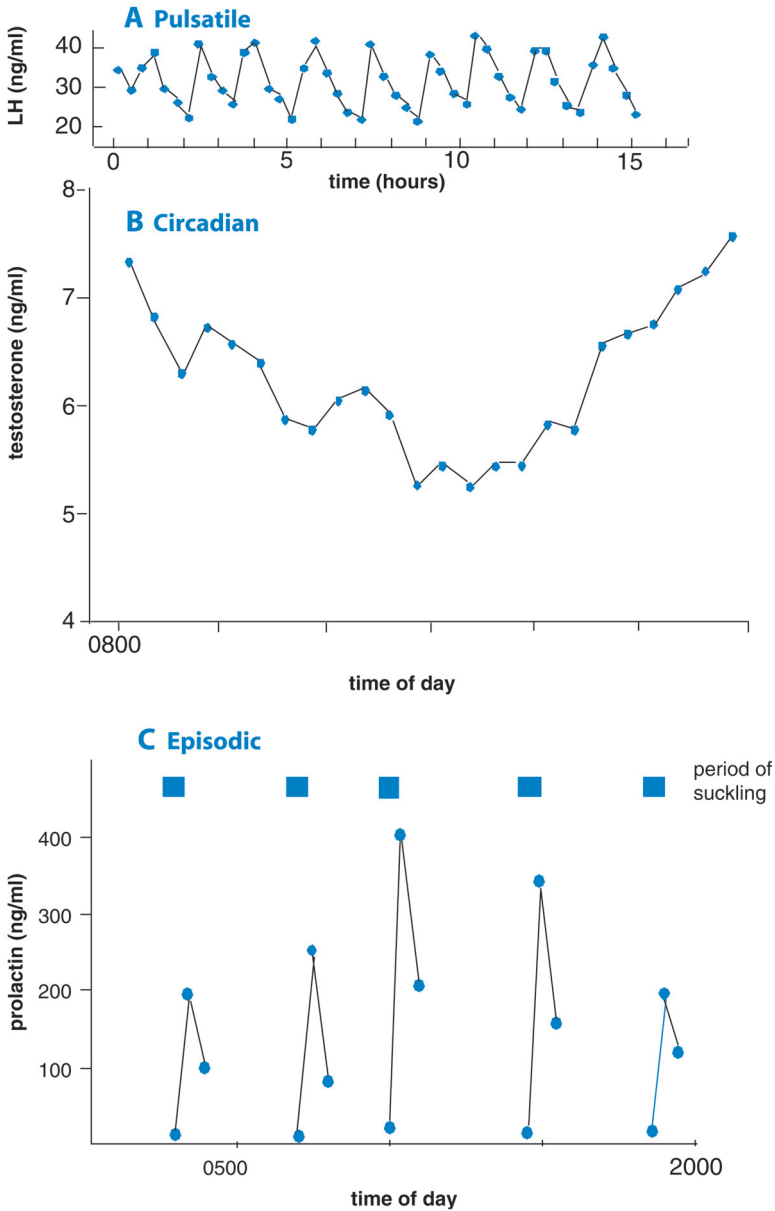 A Pulsatile
LH (ng/ml)
40
30
20
0 5 10 15
time (hours)
B Circadian
testosterone (ng/ml)
8
7
6
5
4
0800
time of day
C Episodic
period of
suckling
prolactin (ng/ml)
400
300
200
100
0500 2000
time of day